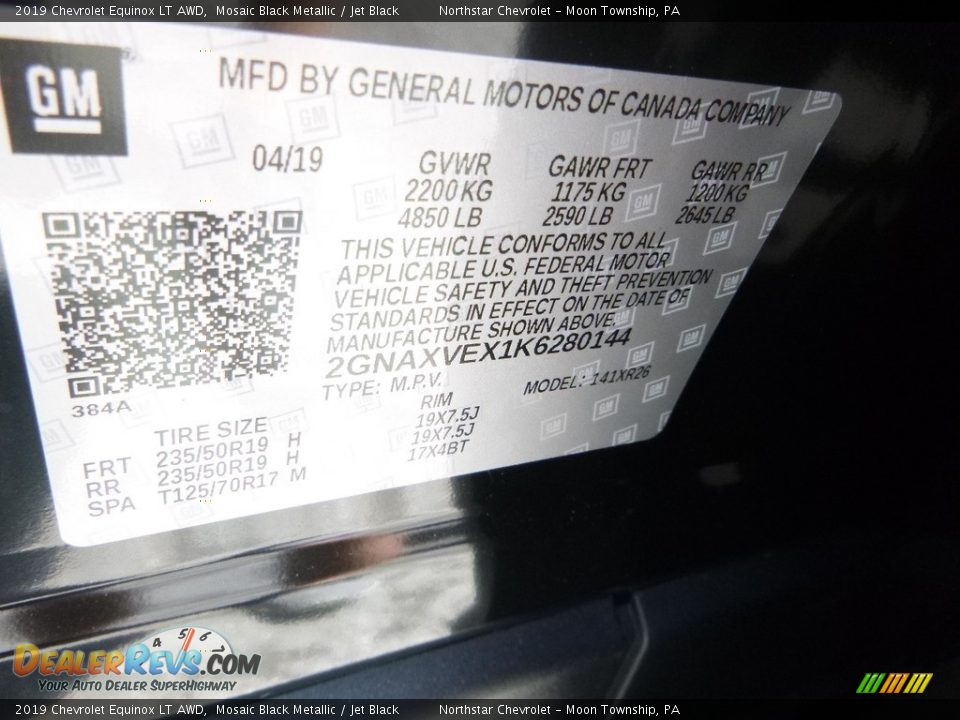 2019 Chevrolet Equinox LT AWD, Mosaic Black Metallic / Jet Black Northstar Chevrolet - Moon Township, PA
GM
MFD BY GENERAL MOTORS OF CANADA COMPANY
04/19 GVWR GAWR FRT GAWR RR
2200 KG 1175 KG 1200 KG
4850 LB 2590 LB 2645 LB
THIS VEHICLE CONFORMS TO ALL
APPLICABLE U.S. FEDERAL MOTOR
VEHICLE SAFETY AND THEFT PREVENTION
STANDARDS IN EFFECT ON THE DATE OF
MANUFACTURE SHOWN ABOVE.
2GNAXVEX1K6280144
TYPE: M.P.V. MODEL: 141XR26
384A
TIRE SIZE RIM
FRT 235/50R19 H 19X7.5J
RR 235/50R19 H 19X7.5J
SPA T125/70R17 M 17X4BT
4 5 6 7
DEALERREVS.COM
YOUR AUTO DEALER SUPERHIGHWAY
2019 Chevrolet Equinox LT AWD, Mosaic Black Metallic / Jet Black Northstar Chevrolet - Moon Township, PA